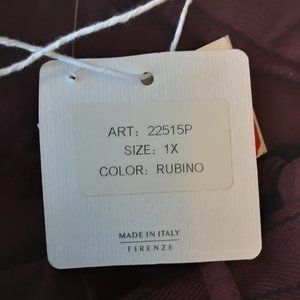 ART: 22515P
SIZE: 1X
COLOR: RUBINO
MADE IN ITALY
FIRENZE